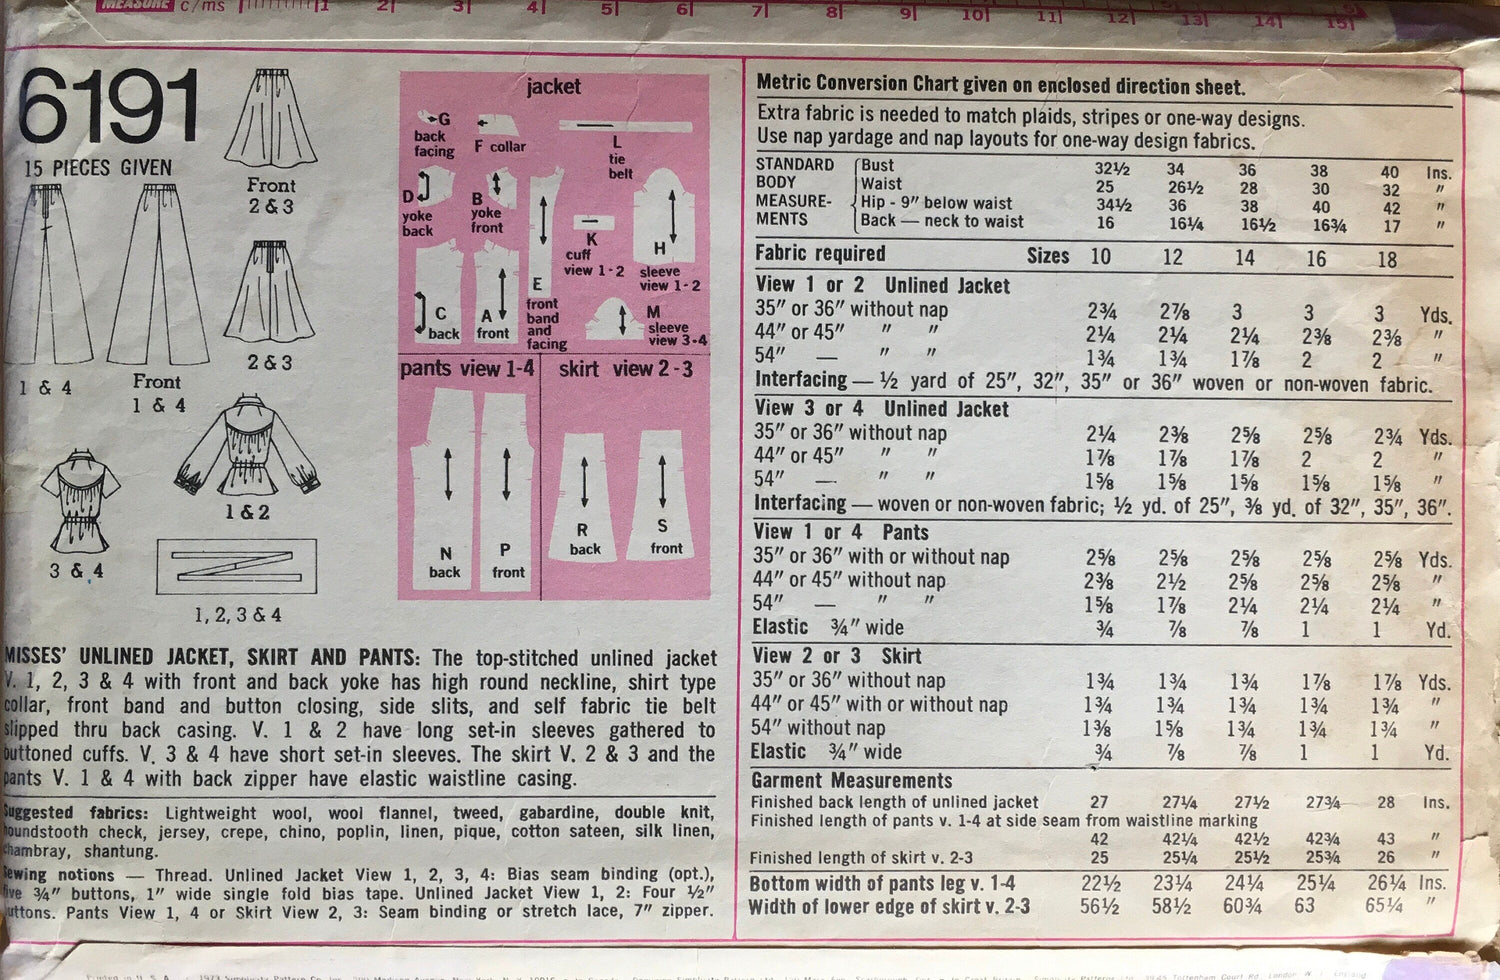 MEASURE c/ms 1 2 3 4 5 6 7 8 9 10 11 12 13 14 15
6191
15 PIECES GIVEN
Front
2 & 3
1 & 4
Front
1 & 4
2 & 3
1 & 2
3 & 4
1, 2, 3 & 4
jacket
G
back
facing
F collar
L
tie
belt
D
yoke
back
B
yoke
front
K
cuff
view 1-2
H
sleeve
view 1-2
E
front
band
and
facing
C
back
A
front
M
sleeve
view 3-4
pants view 1-4
skirt view 2-3
N
back
P
front
R
back
S
front
MISSES' UNLINED JACKET, SKIRT AND PANTS: The top-stitched unlined jacket
V. 1, 2, 3 & 4 with front and back yoke has high round neckline, shirt type
collar, front band and button closing, side slits, and self fabric tie belt
slipped thru back casing. V. 1 & 2 have long set-in sleeves gathered to
buttoned cuffs. V. 3 & 4 have short set-in sleeves. The skirt V. 2 & 3 and the
pants V. 1 & 4 with back zipper have elastic waistline casing.
Suggested fabrics: Lightweight wool, wool flannel, tweed, gabardine, double knit,
houndstooth check, jersey, crepe, chino, poplin, linen, pique, cotton sateen, silk linen,
chambray, shantung.
Sewing notions — Thread. Unlined Jacket View 1, 2, 3, 4: Bias seam binding (opt.),
five ¾" buttons, 1" wide single fold bias tape. Unlined Jacket View 1, 2: Four ½"
buttons. Pants View 1, 4 or Skirt View 2, 3: Seam binding or stretch lace, 7" zipper.
Metric Conversion Chart given on enclosed direction sheet.
Extra fabric is needed to match plaids, stripes or one-way designs.
Use nap yardage and nap layouts for one-way design fabrics.
STANDARD Bust 32½ 34 36 38 40 Ins.
BODY Waist 25 26½ 28 30 32 "
MEASURE- Hip - 9" below waist 34½ 36 38 40 42 "
MENTS Back — neck to waist 16 16¼ 16½ 16¾ 17 "
Fabric required Sizes 10 12 14 16 18
View 1 or 2 Unlined Jacket
35" or 36" without nap 2¾ 2⅞ 3 3 3 Yds.
44" or 45" " " 2¼ 2¼ 2¼ 2⅜ 2⅜ "
54" — " " 1¾ 1¾ 1⅞ 2 2 "
Interfacing — ½ yard of 25", 32", 35" or 36" woven or non-woven fabric.
View 3 or 4 Unlined Jacket
35" or 36" without nap 2¼ 2⅜ 2⅝ 2⅝ 2¾ Yds.
44" or 45" " " 1⅞ 1⅞ 1⅞ 2 2 "
54" — " " 1⅝ 1⅝ 1⅝ 1⅝ 1⅝ "
Interfacing — woven or non-woven fabric; ½ yd. of 25", ⅜ yd. of 32", 35", 36".
View 1 or 4 Pants
35" or 36" with or without nap 2⅝ 2⅝ 2⅝ 2⅝ 2⅝ Yds.
44" or 45" without nap 2⅜ 2½ 2⅝ 2⅝ 2⅝ "
54" — " " 1⅝ 1⅞ 2¼ 2¼ 2¼ "
Elastic ¾" wide ¾ ⅞ ⅞ 1 1 Yd.
View 2 or 3 Skirt
35" or 36" without nap 1¾ 1¾ 1¾ 1⅞ 1⅞ Yds.
44" or 45" with or without nap 1¾ 1¾ 1¾ 1¾ 1¾ "
54" without nap 1⅜ 1⅝ 1¾ 1¾ 1¾ "
Elastic ¾" wide ¾ ⅞ ⅞ 1 1 Yd.
Garment Measurements
Finished back length of unlined jacket 27 27¼ 27½ 27¾ 28 Ins.
Finished length of pants v. 1-4 at side seam from waistline marking
42 42¼ 42½ 42¾ 43 "
Finished length of skirt v. 2-3 25 25¼ 25½ 25¾ 26 "
Bottom width of pants leg v. 1-4 22½ 23¼ 24¼ 25¼ 26¼ Ins.
Width of lower edge of skirt v. 2-3 56½ 58½ 60¾ 63 65¼ "